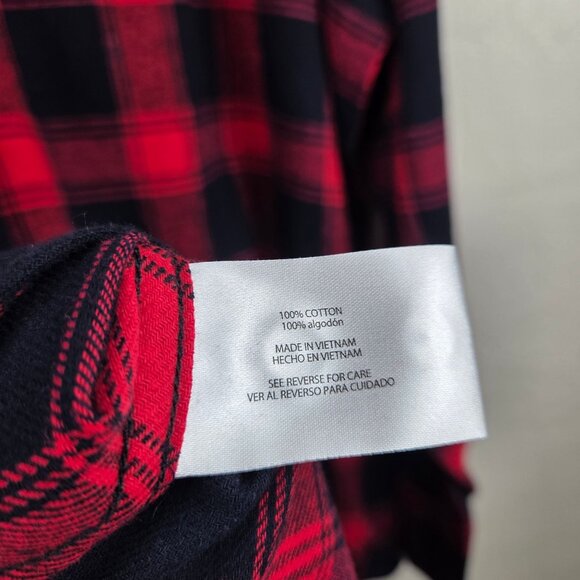 100% COTTON
100% algodón
MADE IN VIETNAM
HECHO EN VIETNAM
SEE REVERSE FOR CARE
VER AL REVERSO PARA CUIDADO